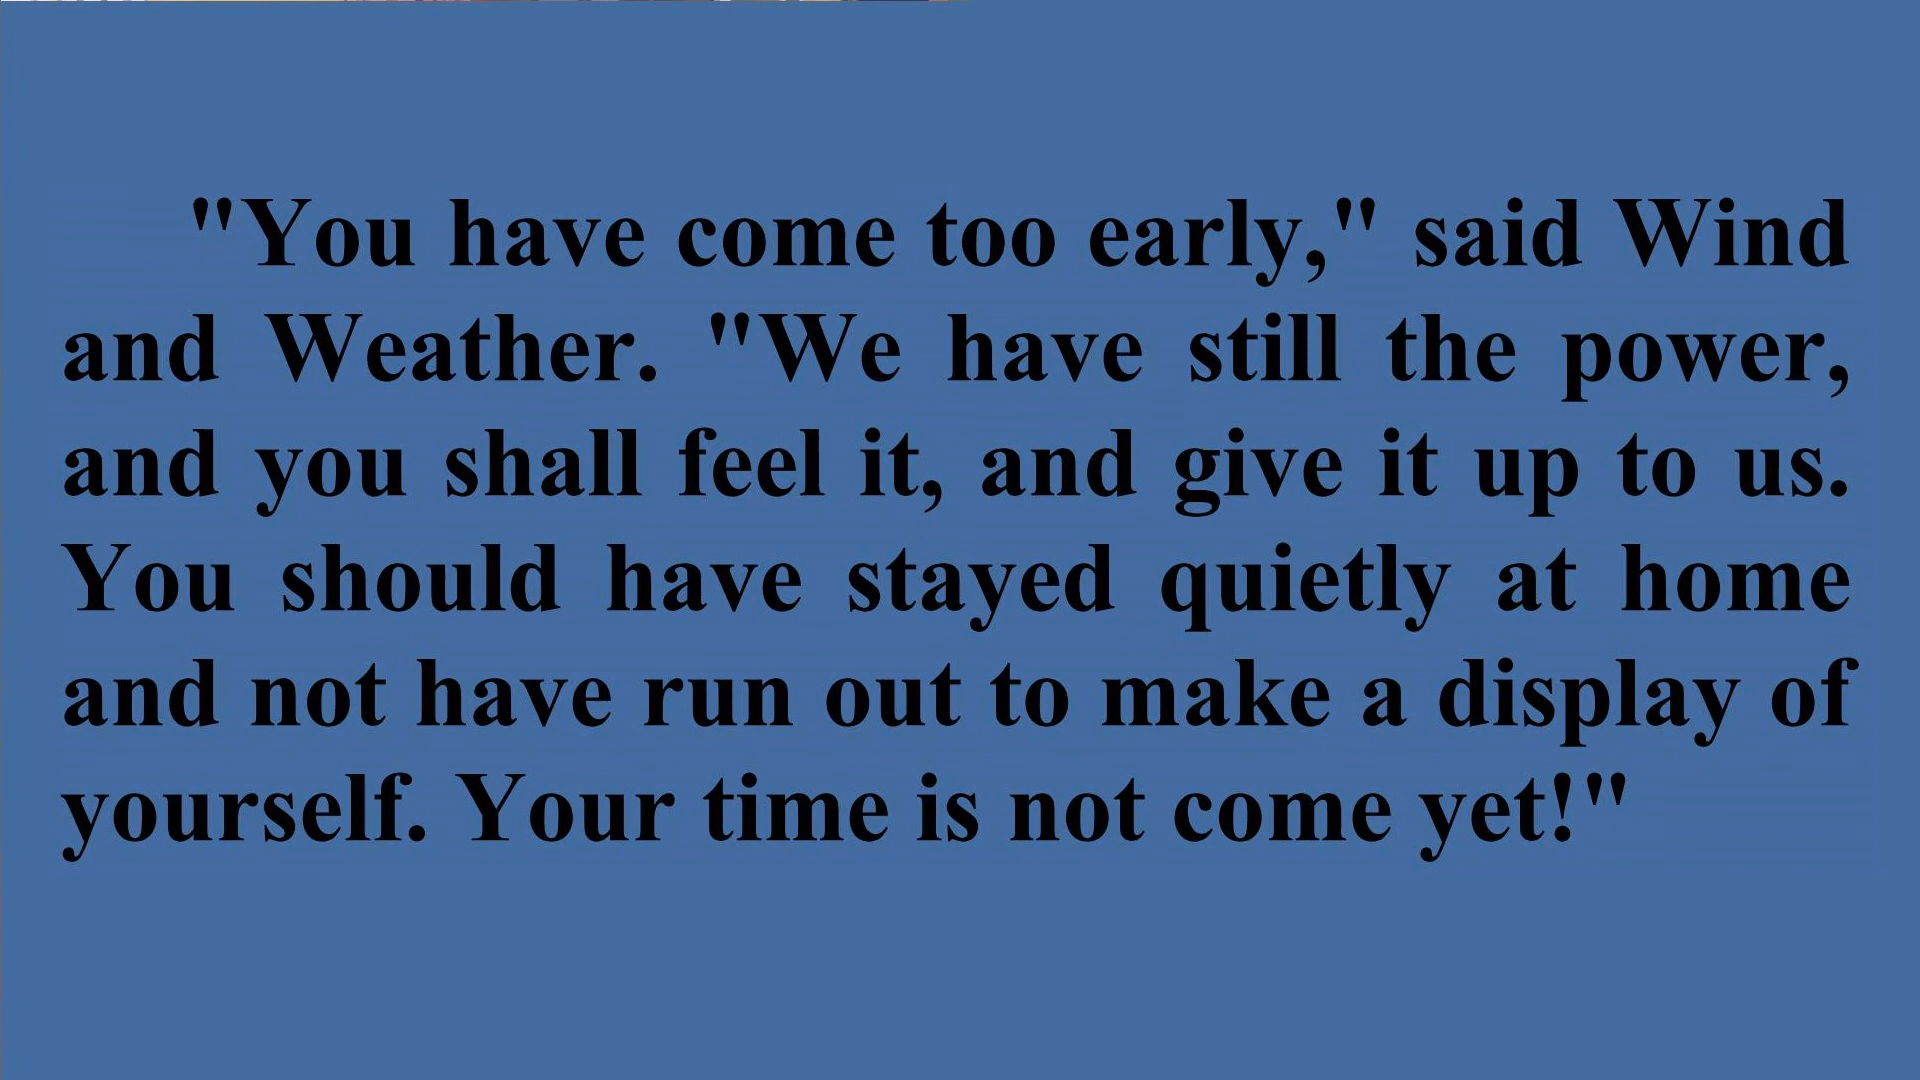 "You have come too early," said Wind
and Weather. "We have still the power,
and you shall feel it, and give it up to us.
You should have stayed quietly at home
and not have run out to make a display of
yourself. Your time is not come yet!"